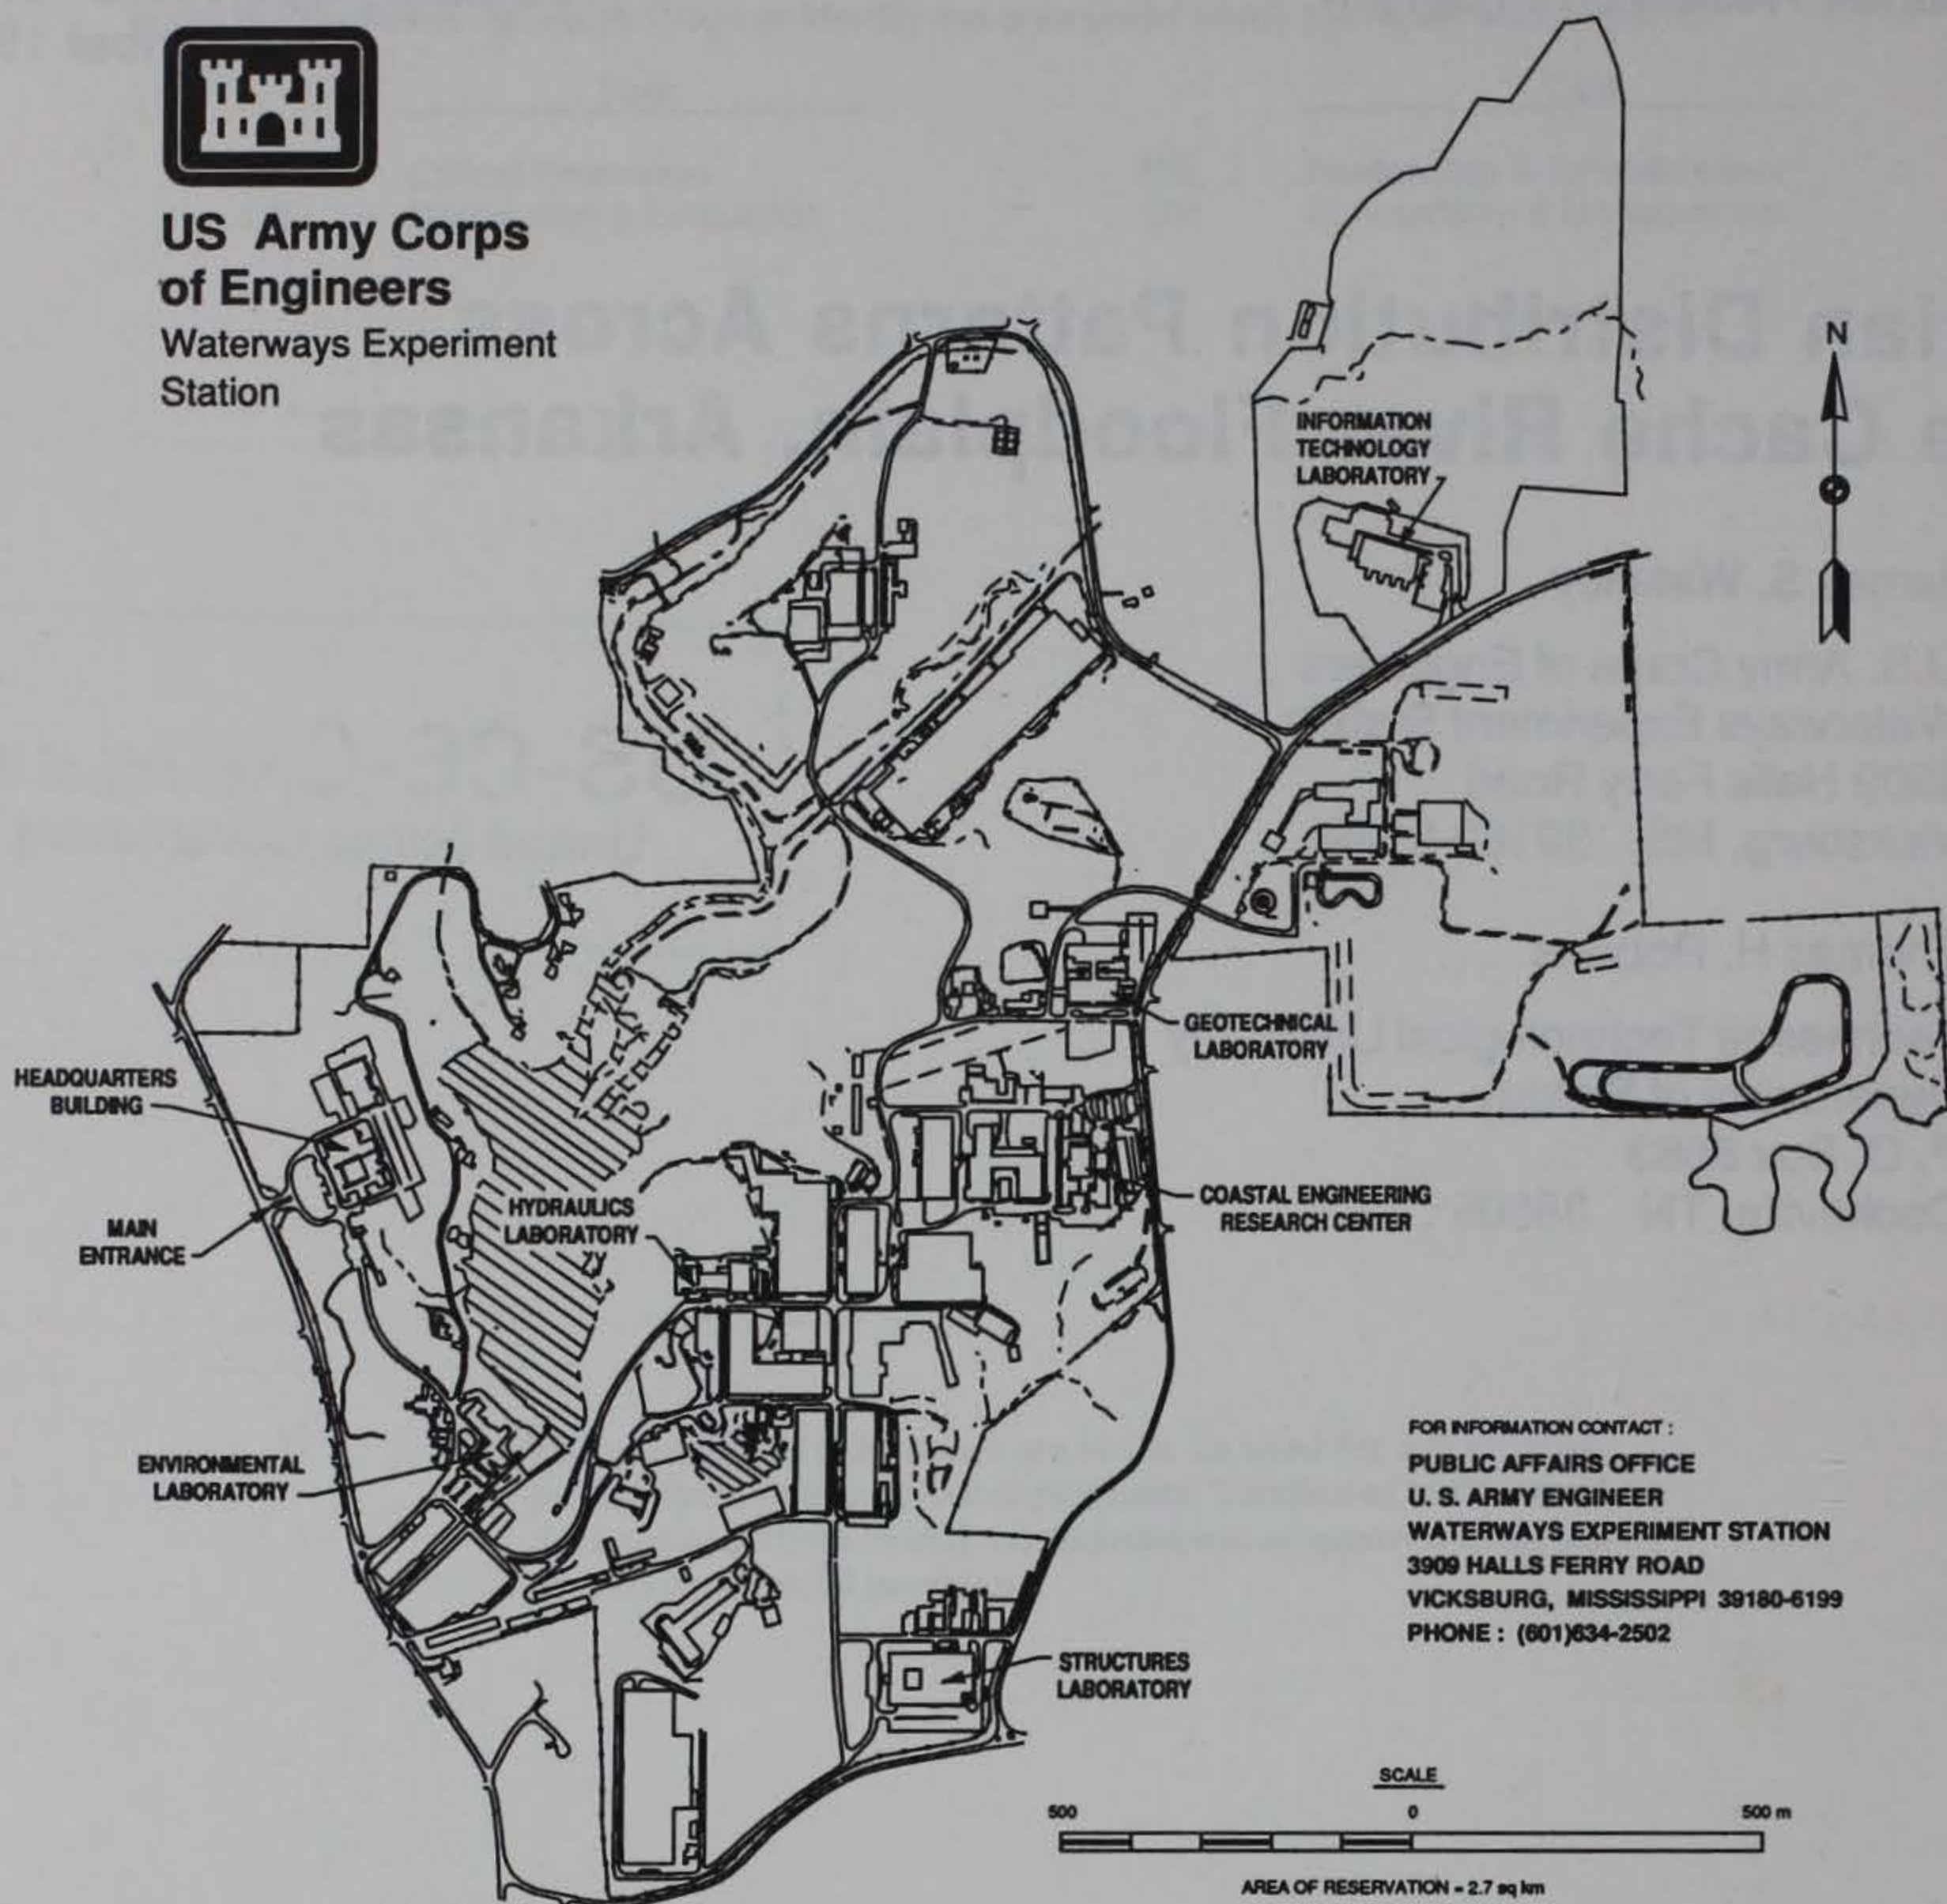 US Army Corps
of Engineers
Waterways Experiment
Station
N
INFORMATION
TECHNOLOGY
LABORATORY
GEOTECHNICAL
LABORATORY
HEADQUARTERS
BUILDING
HYDRAULICS
LABORATORY
COASTAL ENGINEERING
RESEARCH CENTER
MAIN
ENTRANCE
ENVIRONMENTAL
LABORATORY
FOR INFORMATION CONTACT :
PUBLIC AFFAIRS OFFICE
U. S. ARMY ENGINEER
WATERWAYS EXPERIMENT STATION
3909 HALLS FERRY ROAD
VICKSBURG, MISSISSIPPI 39180-6199
PHONE : (601)634-2502
STRUCTURES
LABORATORY
SCALE
500 0 500 m
AREA OF RESERVATION = 2.7 sq km